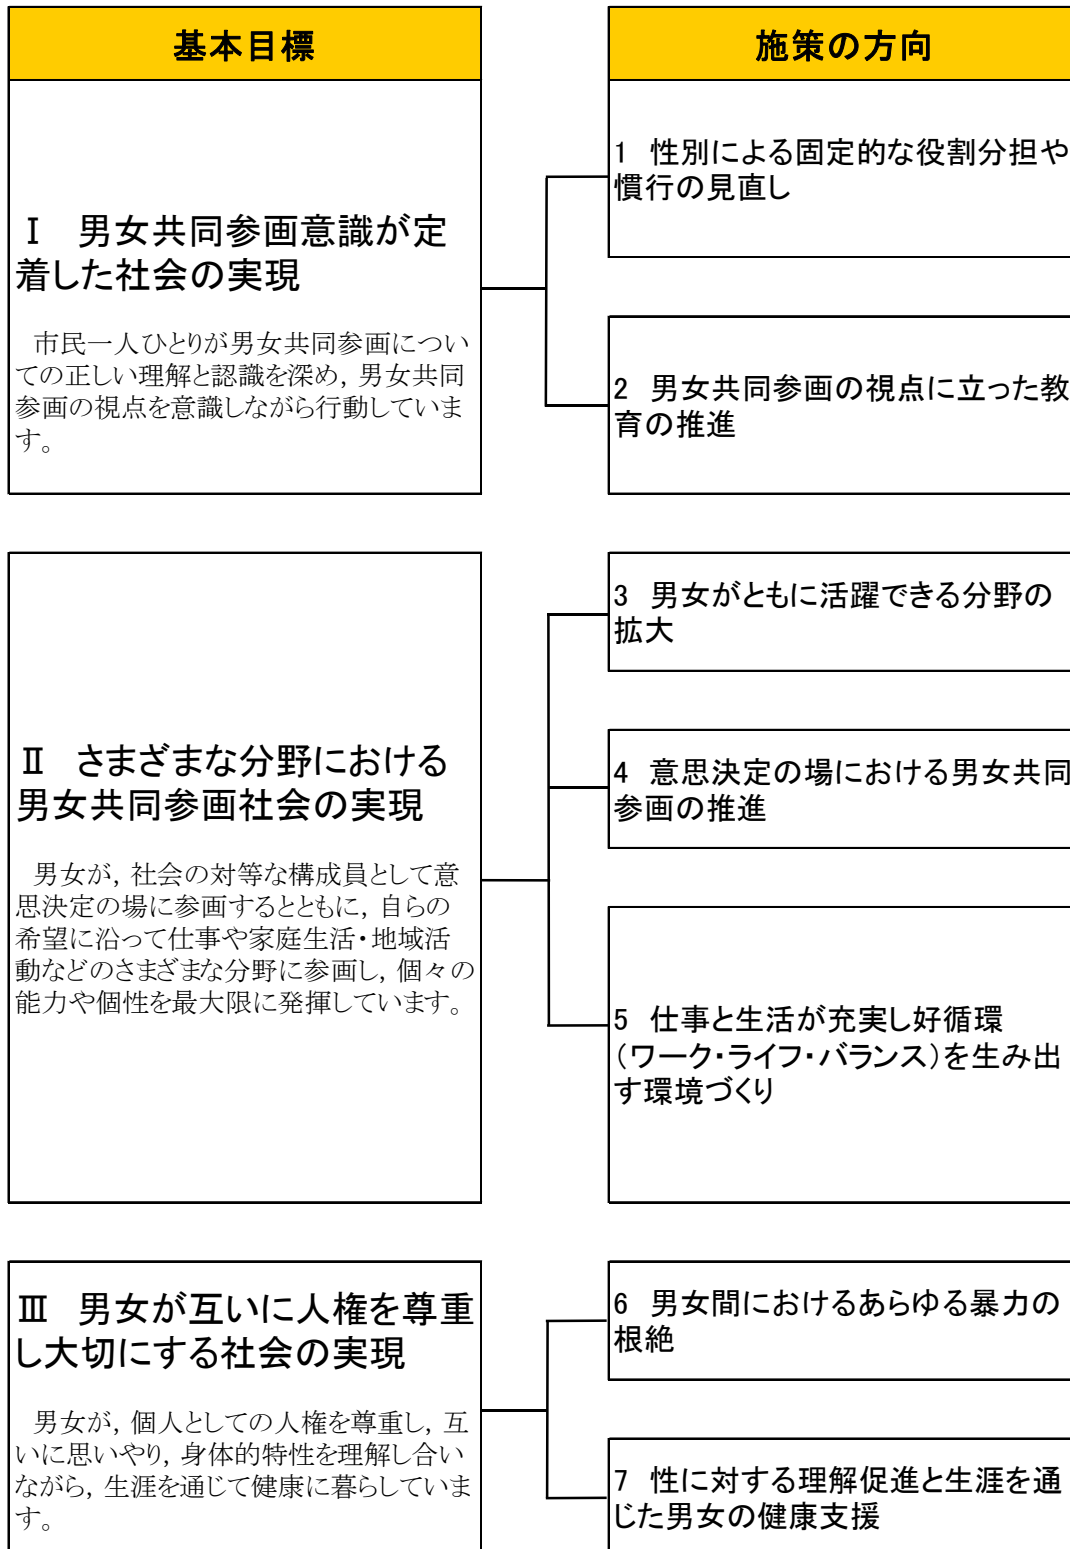 基本目標
施策の方向
Ⅰ　男女共同参画意識が定
着した社会の実現
市民一人ひとりが男女共同参画につい
ての正しい理解と認識を深め，男女共同
参画の視点を意識しながら行動していま
す。
1　性別による固定的な役割分担や
慣行の見直し
2　男女共同参画の視点に立った教
育の推進
Ⅱ　さまざまな分野における
男女共同参画社会の実現
男女が，社会の対等な構成員として意
思決定の場に参画するとともに，自らの
希望に沿って仕事や家庭生活・地域活
動などのさまざまな分野に参画し，個々の
能力や個性を最大限に発揮しています。
3　男女がともに活躍できる分野の
拡大
4　意思決定の場における男女共同
参画の推進
5　仕事と生活が充実し好循環
（ワーク・ライフ・バランス）を生み出
す環境づくり
Ⅲ　男女が互いに人権を尊重
し大切にする社会の実現
男女が，個人としての人権を尊重し，互
いに思いやり，身体的特性を理解し合い
ながら，生涯を通じて健康に暮らしていま
す。
6　男女間におけるあらゆる暴力の
根絶
7　性に対する理解促進と生涯を通
じた男女の健康支援